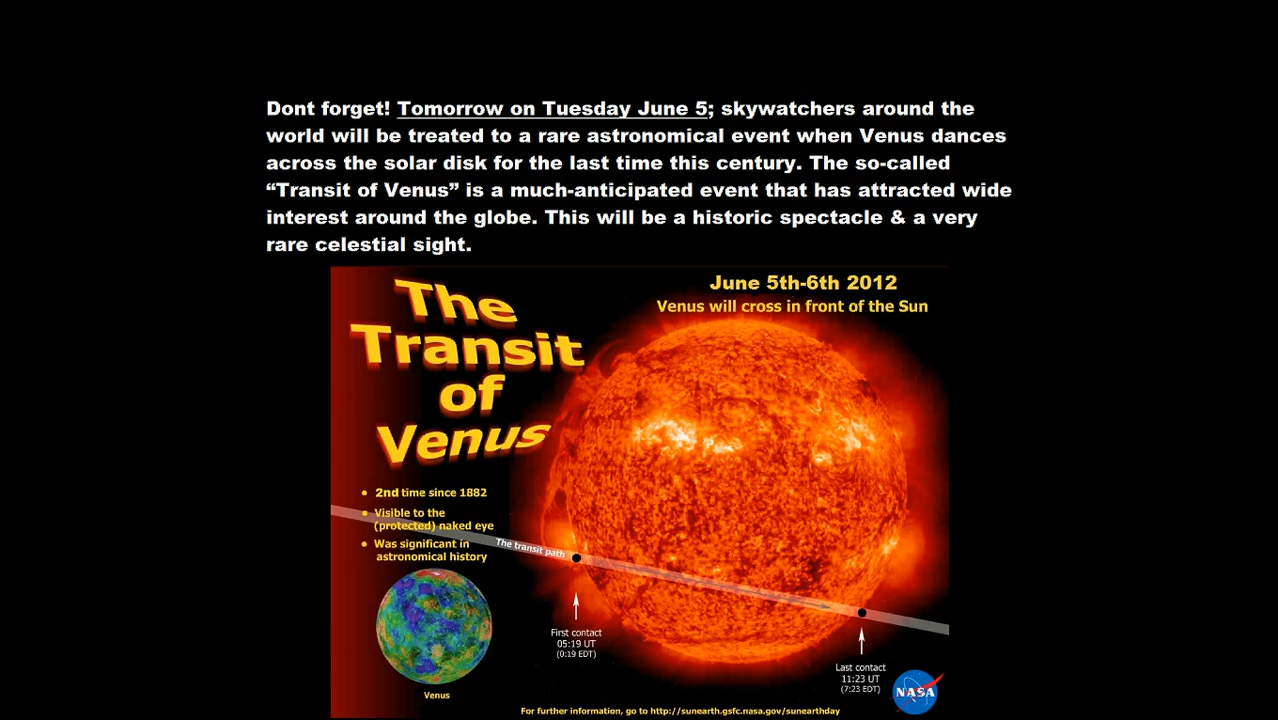 Dont forget! Tomorrow on Tuesday June 5; skywatchers around the
world will be treated to a rare astronomical event when Venus dances
across the solar disk for the last time this century. The so-called
“Transit of Venus” is a much-anticipated event that has attracted wide
interest around the globe. This will be a historic spectacle & a very
rare celestial sight.
June 5th-6th 2012
Venus will cross in front of the Sun
The
Transit
of
Venus
• 2nd time since 1882
• Visible to the
(protected) naked eye
• Was significant in
astronomical history
The transit path
First contact
05:19 UT
(0:19 EDT)
Last contact
11:23 UT
(7:23 EDT)
Venus
NASA
For further information, go to http://sunearth.gsfc.nasa.gov/sunearthday